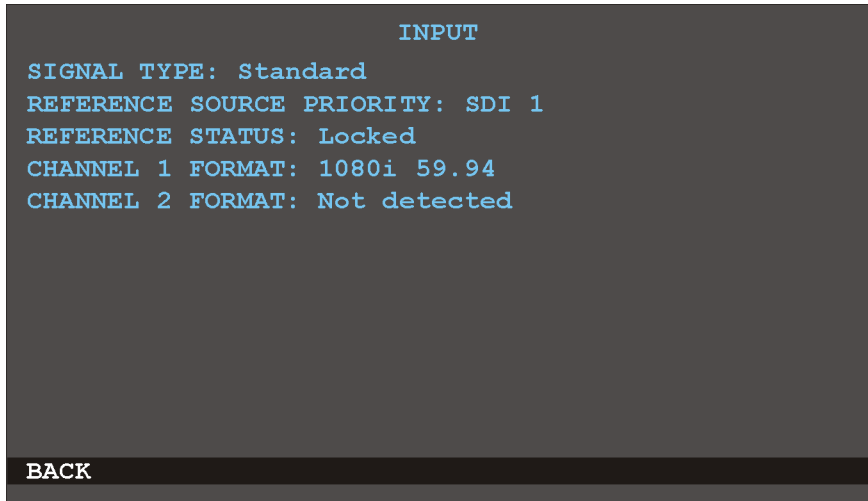 INPUT
SIGNAL TYPE: Standard
REFERENCE SOURCE PRIORITY: SDI 1
REFERENCE STATUS: Locked
CHANNEL 1 FORMAT: 1080i 59.94
CHANNEL 2 FORMAT: Not detected
BACK